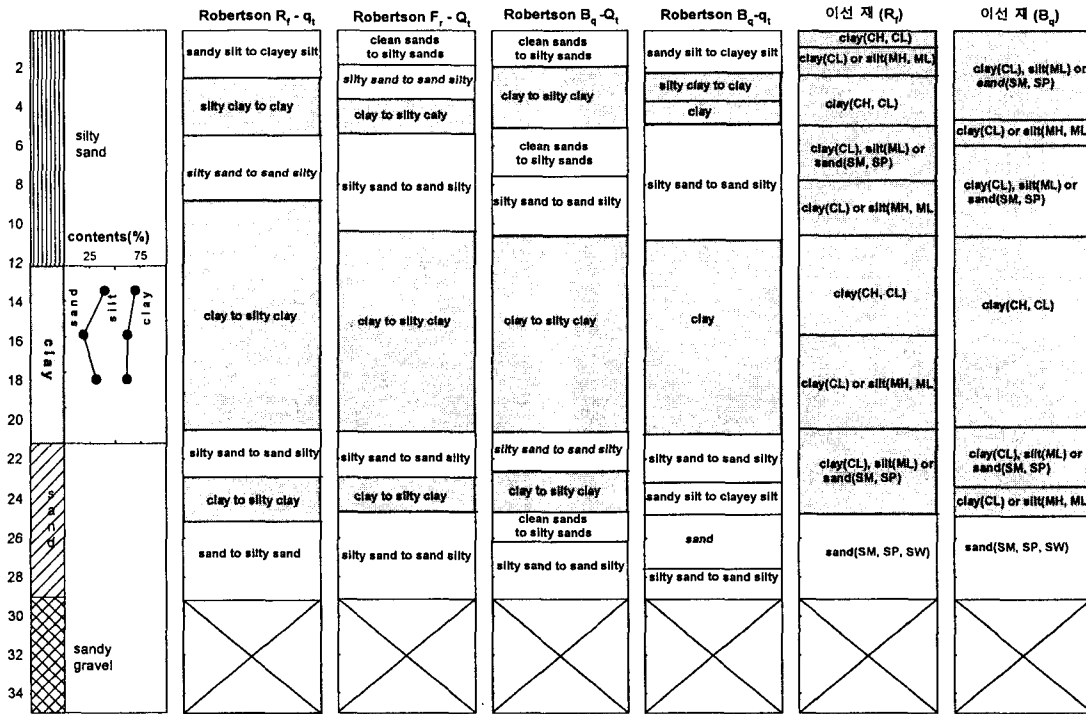 Robertson Rf - qt
Robertson Fr - Qt
Robertson Bq -Qt
Robertson Bq-qt
이선 재 (Rf)
이선 재 (Bq)
2
4
6
8
10
12
14
16
18
20
22
24
26
28
30
32
34
silty
sand
contents(%)
25 75
sand
silt
clay
clay
sand
sandy
gravel
sandy silt to clayey silt
silty clay to clay
silty sand to sand silty
clay to silty clay
silty sand to sand silty
clay to silty clay
sand to silty sand
clean sands
to silty sands
silty sand to sand silty
clay to silty caly
silty sand to sand silty
clay to silty clay
silty sand to sand silty
clay to silty clay
silty sand to sand silty
clean sands
to silty sands
clay to silty clay
clean sands
to silty sands
silty sand to sand silty
clay to silty clay
silty sand to sand silty
clay to silty clay
clean sands
to silty sands
silty sand to sand silty
sandy silt to clayey silt
silty clay to clay
clay
silty sand to sand silty
clay
silty sand to sand silty
sandy silt to clayey silt
sand
silty sand to sand silty
clay(CH, CL)
clay(CL) or silt(MH, ML)
clay(CH, CL)
clay(CL), silt(ML) or
sand(SM, SP)
clay(CL) or silt(MH, ML
clay(CH, CL)
clay(CL) or silt(MH, ML
clay(CL), silt(ML) or
sand(SM, SP)
sand(SM, SP, SW)
clay(CL), silt(ML) or
sand(SM, SP)
clay(CL) or silt(MH, ML
clay(CL), silt(ML) or
sand(SM, SP)
clay(CH, CL)
clay(CL), silt(ML) or
sand(SM, SP)
clay(CL) or silt(MH, ML
sand(SM, SP, SW)